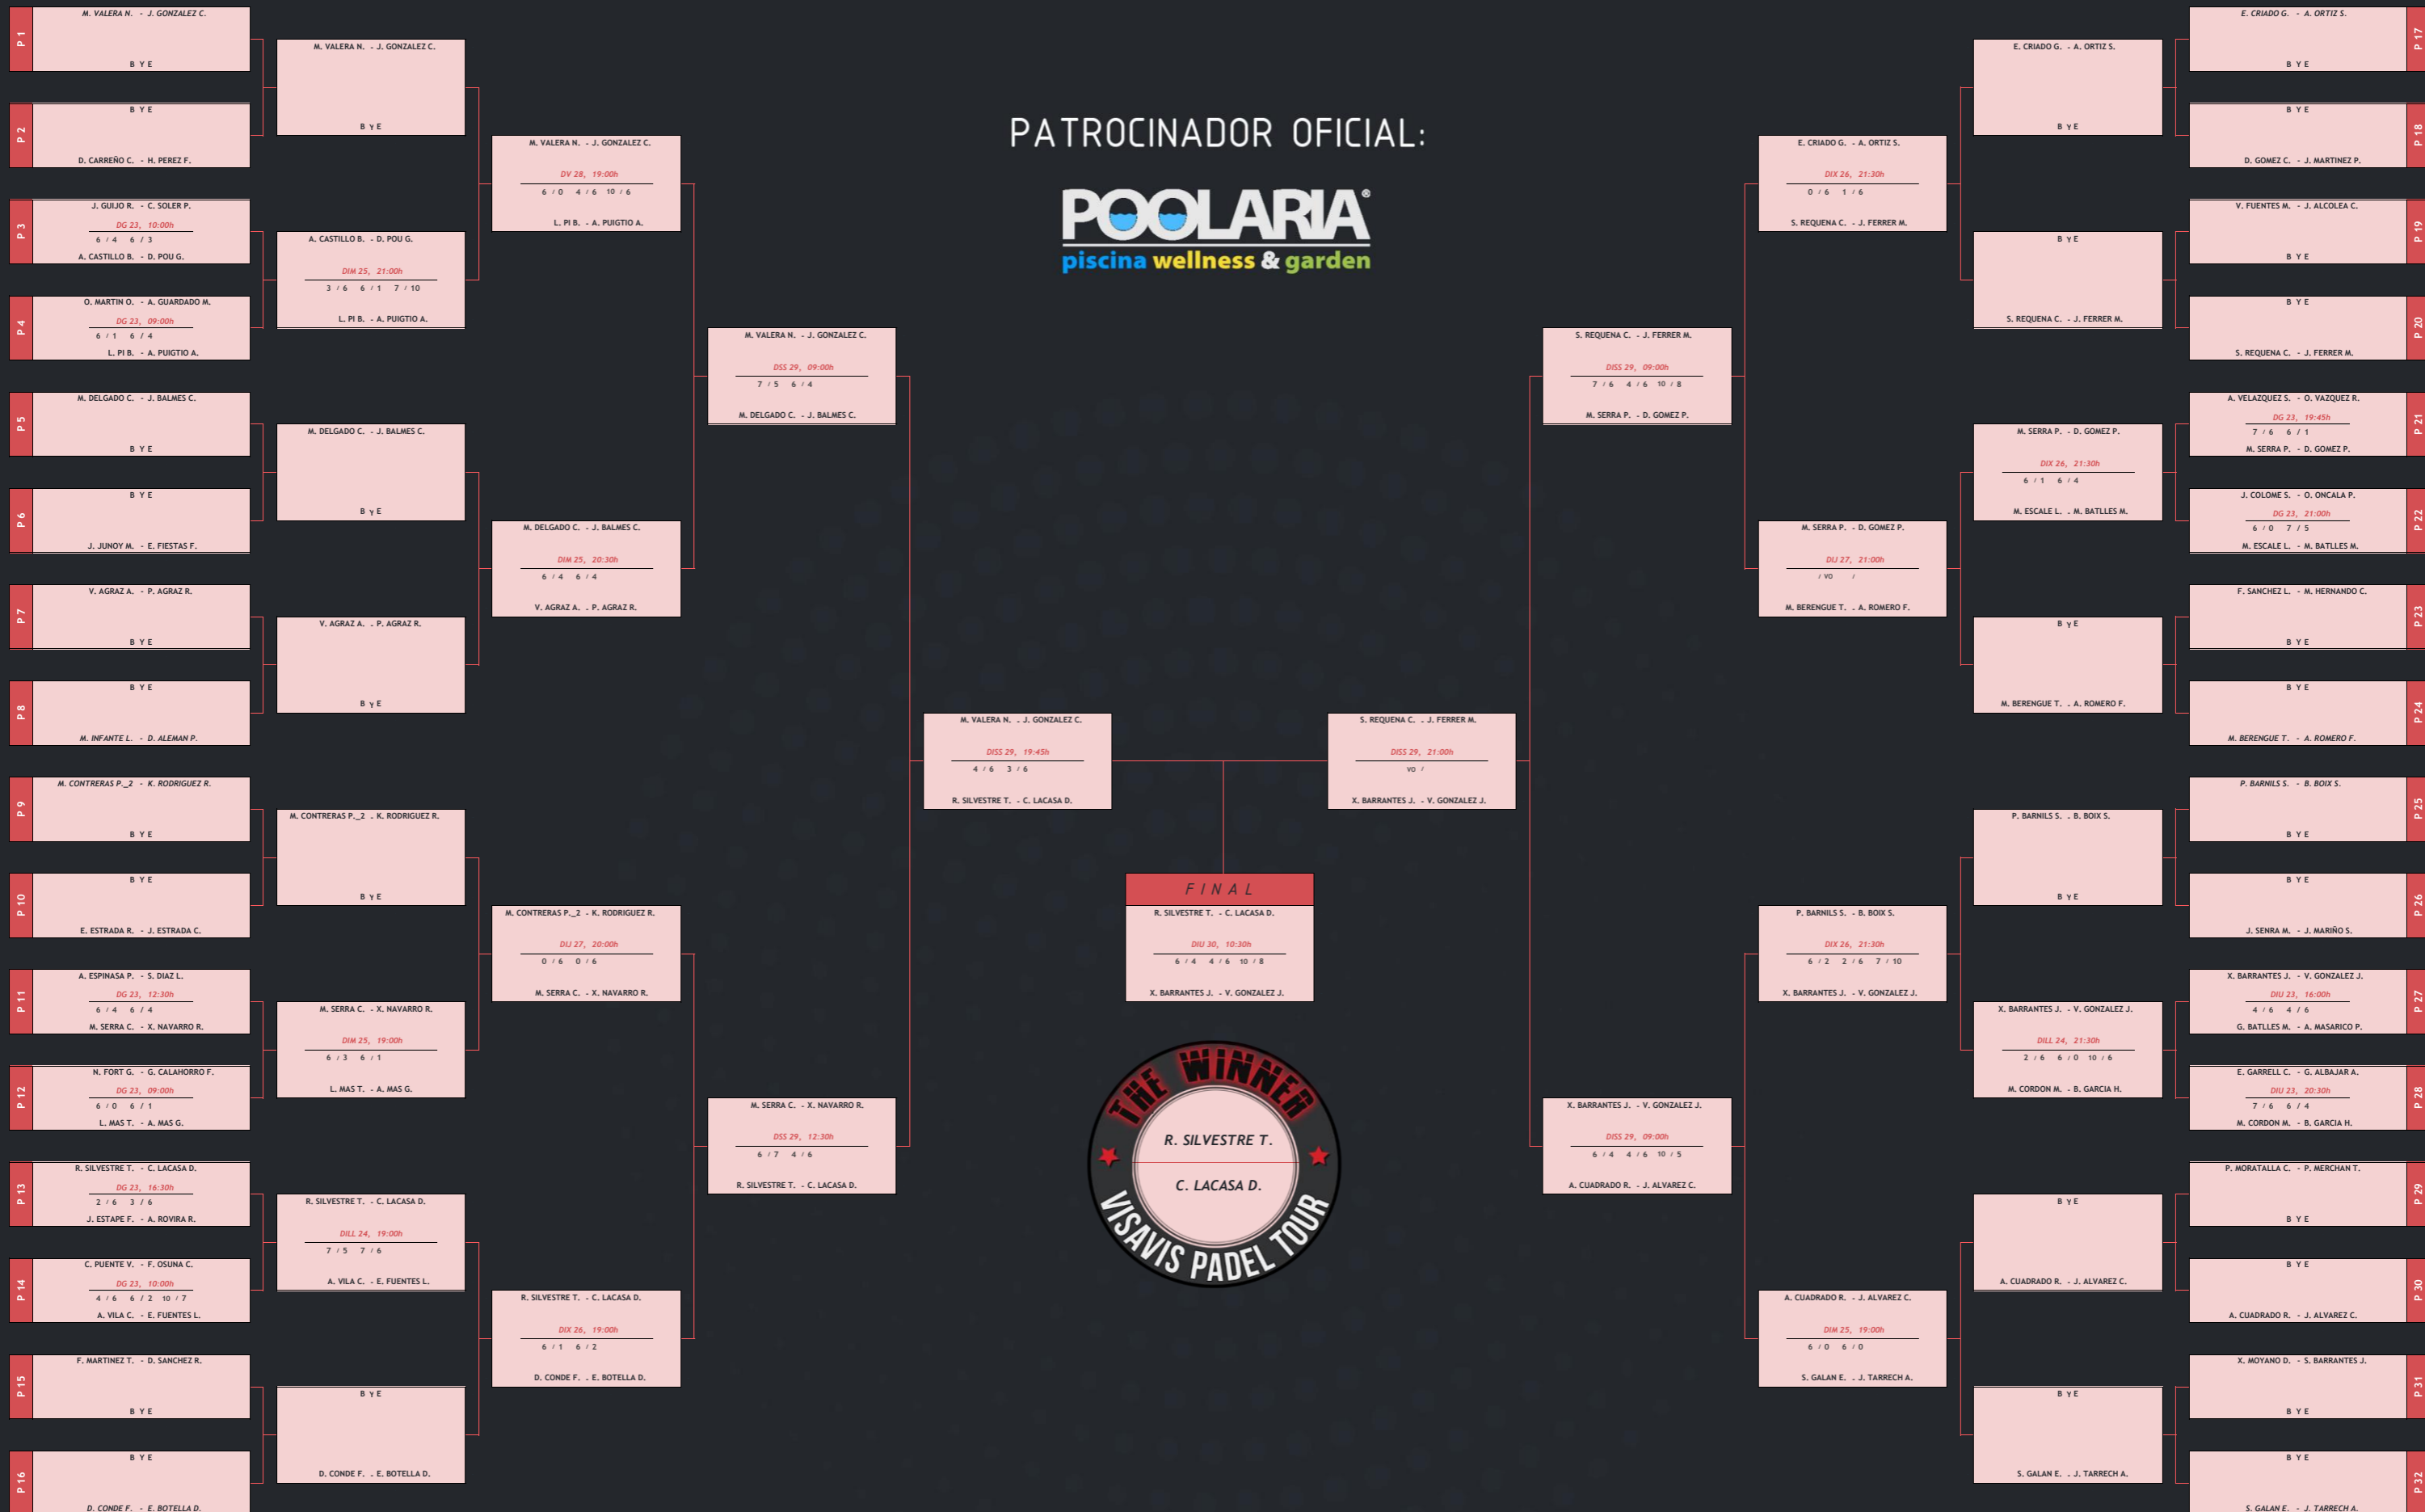 P 1
M. VALERA N. - J. GONZALEZ C.
B Y E
P 2
B Y E
D. CARREÑO C. - H. PEREZ F.
P 3
J. GUIJO R. - C. SOLER P.
DG 23, 10:00h
6 / 4 6 / 3
A. CASTILLO B. - D. POU G.
P 4
O. MARTIN O. - A. GUARDADO M.
DG 23, 09:00h
6 / 1 6 / 4
L. PI B. - A. PUIGTIO A.
P 5
M. DELGADO C. - J. BALMES C.
B Y E
P 6
B Y E
J. JUNOY M. - E. FIESTAS F.
P 7
V. AGRAZ A. - P. AGRAZ R.
B Y E
P 8
B Y E
M. INFANTE L. - D. ALEMAN P.
P 9
M. CONTRERAS P._2 - K. RODRIGUEZ R.
B Y E
P 10
B Y E
E. ESTRADA R. - J. ESTRADA C.
P 11
A. ESPINASA P. - S. DIAZ L.
DG 23, 12:30h
6 / 4 6 / 4
M. SERRA C. - X. NAVARRO R.
P 12
N. FORT G. - G. CALAHORRO F.
DG 23, 09:00h
6 / 0 6 / 1
L. MAS T. - A. MAS G.
P 13
R. SILVESTRE T. - C. LACASA D.
DG 23, 16:30h
2 / 6 3 / 6
J. ESTAPE F. - A. ROVIRA R.
P 14
C. PUENTE V. - F. OSUNA C.
DG 23, 10:00h
4 / 6 6 / 2 10 / 7
A. VILA C. - E. FUENTES L.
P 15
F. MARTINEZ T. - D. SANCHEZ R.
B Y E
P 16
B Y E
D. CONDE F. - E. BOTELLA D.
M. VALERA N. - J. GONZALEZ C.
B y E
A. CASTILLO B. - D. POU G.
DIM 25, 21:00h
3 / 6 6 / 1 7 / 10
L. PI B. - A. PUIGTIO A.
M. DELGADO C. - J. BALMES C.
B y E
V. AGRAZ A. - P. AGRAZ R.
B y E
M. CONTRERAS P._2 - K. RODRIGUEZ R.
B y E
M. SERRA C. - X. NAVARRO R.
DIM 25, 19:00h
6 / 3 6 / 1
L. MAS T. - A. MAS G.
R. SILVESTRE T. - C. LACASA D.
DILL 24, 19:00h
7 / 5 7 / 6
A. VILA C. - E. FUENTES L.
B y E
D. CONDE F. - E. BOTELLA D.
M. VALERA N. - J. GONZALEZ C.
DV 28, 19:00h
6 / 0 4 / 6 10 / 6
L. PI B. - A. PUIGTIO A.
M. DELGADO C. - J. BALMES C.
DIM 25, 20:30h
6 / 4 6 / 4
V. AGRAZ A. - P. AGRAZ R.
M. CONTRERAS P._2 - K. RODRIGUEZ R.
DIJ 27, 20:00h
0 / 6 0 / 6
M. SERRA C. - X. NAVARRO R.
R. SILVESTRE T. - C. LACASA D.
DIX 26, 19:00h
6 / 1 6 / 2
D. CONDE F. - E. BOTELLA D.
M. VALERA N. - J. GONZALEZ C.
DSS 29, 09:00h
7 / 5 6 / 4
M. DELGADO C. - J. BALMES C.
M. SERRA C. - X. NAVARRO R.
DSS 29, 12:30h
6 / 7 4 / 6
R. SILVESTRE T. - C. LACASA D.
M. VALERA N. - J. GONZALEZ C.
DISS 29, 19:45h
4 / 6 3 / 6
R. SILVESTRE T. - C. LACASA D.
PATROCINADOR OFICIAL:
POOLARIA®
piscina wellness & garden
FINAL
R. SILVESTRE T. - C. LACASA D.
DIU 30, 10:30h
6 / 4 4 / 6 10 / 8
X. BARRANTES J. - V. GONZALEZ J.
THE WINNER
R. SILVESTRE T.
C. LACASA D.
VISAVIS PADEL TOUR
S. REQUENA C. - J. FERRER M.
DISS 29, 21:00h
VO /
X. BARRANTES J. - V. GONZALEZ J.
S. REQUENA C. - J. FERRER M.
DISS 29, 09:00h
7 / 6 4 / 6 10 / 8
M. SERRA P. - D. GOMEZ P.
X. BARRANTES J. - V. GONZALEZ J.
DISS 29, 09:00h
6 / 4 4 / 6 10 / 5
A. CUADRADO R. - J. ALVAREZ C.
E. CRIADO G. - A. ORTIZ S.
DIX 26, 21:30h
0 / 6 1 / 6
S. REQUENA C. - J. FERRER M.
M. SERRA P. - D. GOMEZ P.
DIJ 27, 21:00h
/ VO /
M. BERENGUE T. - A. ROMERO F.
P. BARNILS S. - B. BOIX S.
DIX 26, 21:30h
6 / 2 2 / 6 7 / 10
X. BARRANTES J. - V. GONZALEZ J.
A. CUADRADO R. - J. ALVAREZ C.
DIM 25, 19:00h
6 / 0 6 / 0
S. GALAN E. - J. TARRECH A.
E. CRIADO G. - A. ORTIZ S.
B y E
B y E
S. REQUENA C. - J. FERRER M.
M. SERRA P. - D. GOMEZ P.
DIX 26, 21:30h
6 / 1 6 / 4
M. ESCALE L. - M. BATLLES M.
B y E
M. BERENGUE T. - A. ROMERO F.
P. BARNILS S. - B. BOIX S.
B y E
X. BARRANTES J. - V. GONZALEZ J.
DILL 24, 21:30h
2 / 6 6 / 0 10 / 6
M. CORDON M. - B. GARCIA H.
B y E
A. CUADRADO R. - J. ALVAREZ C.
B y E
S. GALAN E. - J. TARRECH A.
E. CRIADO G. - A. ORTIZ S.
B Y E
P 17
B Y E
D. GOMEZ C. - J. MARTINEZ P.
P 18
V. FUENTES M. - J. ALCOLEA C.
B Y E
P 19
B Y E
S. REQUENA C. - J. FERRER M.
P 20
A. VELAZQUEZ S. - O. VAZQUEZ R.
DG 23, 19:45h
7 / 6 6 / 1
M. SERRA P. - D. GOMEZ P.
P 21
J. COLOME S. - O. ONCALA P.
DG 23, 21:00h
6 / 0 7 / 5
M. ESCALE L. - M. BATLLES M.
P 22
F. SANCHEZ L. - M. HERNANDO C.
B Y E
P 23
B Y E
M. BERENGUE T. - A. ROMERO F.
P 24
P. BARNILS S. - B. BOIX S.
B Y E
P 25
B Y E
J. SENRA M. - J. MARIÑO S.
P 26
X. BARRANTES J. - V. GONZALEZ J.
DIU 23, 16:00h
4 / 6 4 / 6
G. BATLLES M. - A. MASARICO P.
P 27
E. GARRELL C. - G. ALBAJAR A.
DIU 23, 20:30h
7 / 6 6 / 4
M. CORDON M. - B. GARCIA H.
P 28
P. MORATALLA C. - P. MERCHAN T.
B Y E
P 29
B Y E
A. CUADRADO R. - J. ALVAREZ C.
P 30
X. MOYANO D. - S. BARRANTES J.
B Y E
P 31
B Y E
S. GALAN E. - J. TARRECH A.
P 32